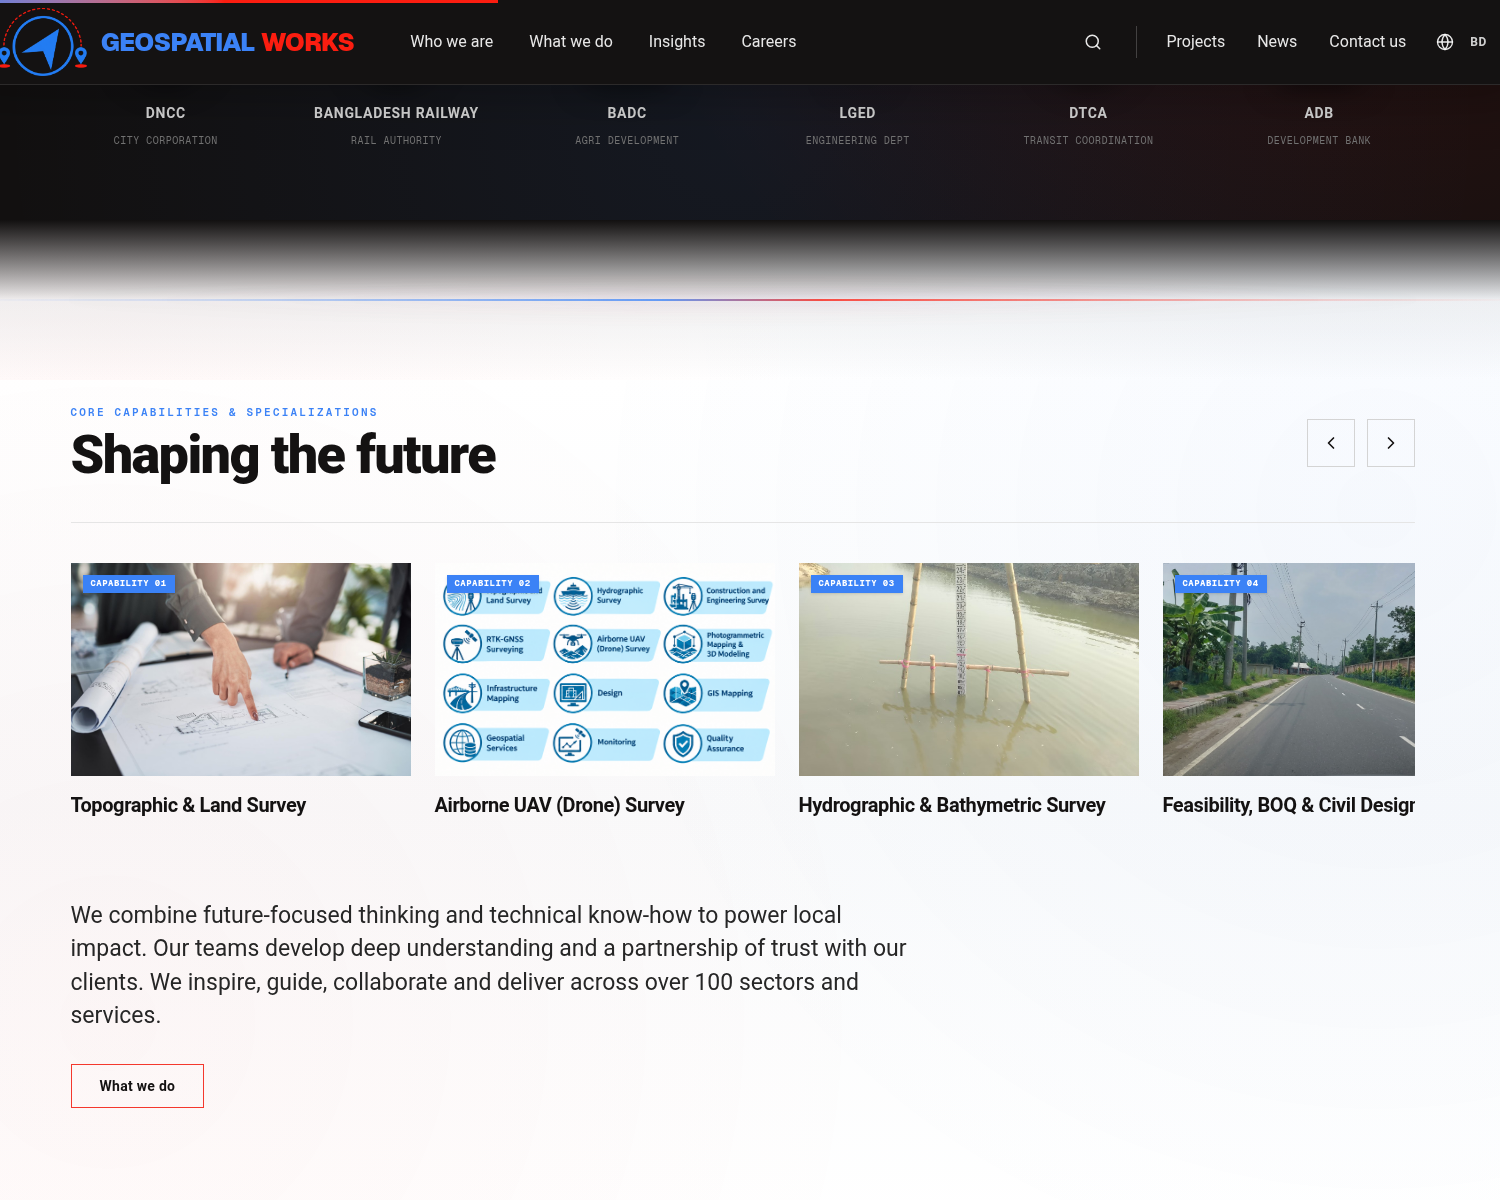 GEOSPATIAL WORKS
Who we are
What we do
Insights
Careers
Projects
News
Contact us
BD
DNCC
BANGLADESH RAILWAY
BADC
LGED
DTCA
ADB
CITY CORPORATION
RAIL AUTHORITY
AGRI DEVELOPMENT
ENGINEERING DEPT
TRANSIT COORDINATION
DEVELOPMENT BANK
CORE CAPABILITIES & SPECIALIZATIONS
Shaping the future
CAPABILITY 01
CAPABILITY 02
Land Survey
Hydrographic
Survey
Construction and
Engineering Survey
RTK-GNSS
Surveying
Airborne UAV
(Drone) Survey
Photogrammetric
Mapping &
3D Modeling
Infrastructure
Mapping
Design
GIS Mapping
Geospatial
Services
Monitoring
Quality
Assurance
CAPABILITY 03
CAPABILITY 04
Topographic & Land Survey
Airborne UAV (Drone) Survey
Hydrographic & Bathymetric Survey
Feasibility, BOQ & Civil Design
We combine future-focused thinking and technical know-how to power local
impact. Our teams develop deep understanding and a partnership of trust with our
clients. We inspire, guide, collaborate and deliver across over 100 sectors and
services.
What we do